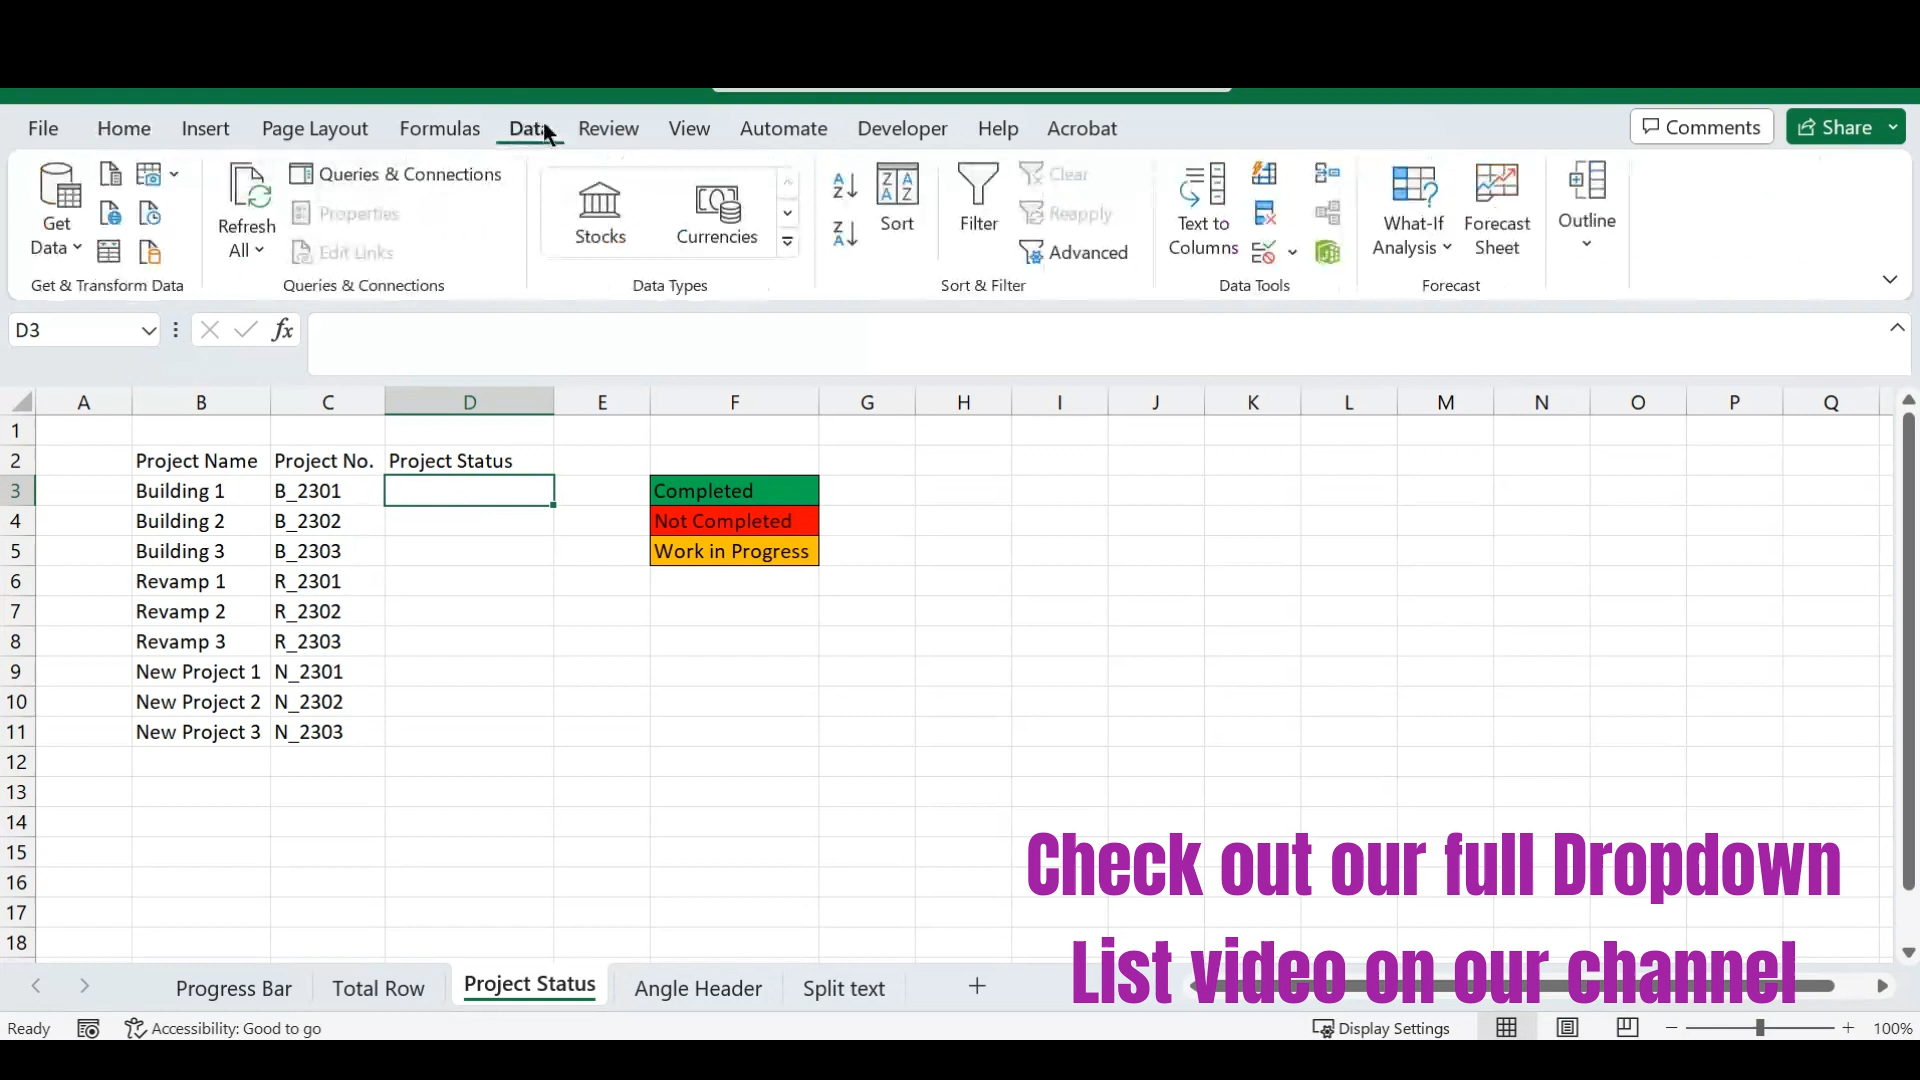 File Home Insert Page Layout Formulas Data Review View Automate Developer Help Acrobat Comments Share
Get Data
Refresh All
Queries & Connections
Properties
Edit Links
Stocks Currencies
Sort
Filter
Clear
Reapply
Advanced
Text to Columns
What-If Analysis
Forecast Sheet
Outline
Get & Transform Data Queries & Connections Data Types Sort & Filter Data Tools Forecast
D3 fx
A B C D E F G H I J K L M N O P Q
1
2 Project Name Project No. Project Status
3 Building 1 B_2301 Completed
4 Building 2 B_2302 Not Completed
5 Building 3 B_2303 Work in Progress
6 Revamp 1 R_2301
7 Revamp 2 R_2302
8 Revamp 3 R_2303
9 New Project 1 N_2301
10 New Project 2 N_2302
11 New Project 3 N_2303
12
13
14
15
16
17
18
Check out our full Dropdown
List video on our channel
Progress Bar Total Row Project Status Angle Header Split text
Ready Accessibility: Good to go Display Settings 100%